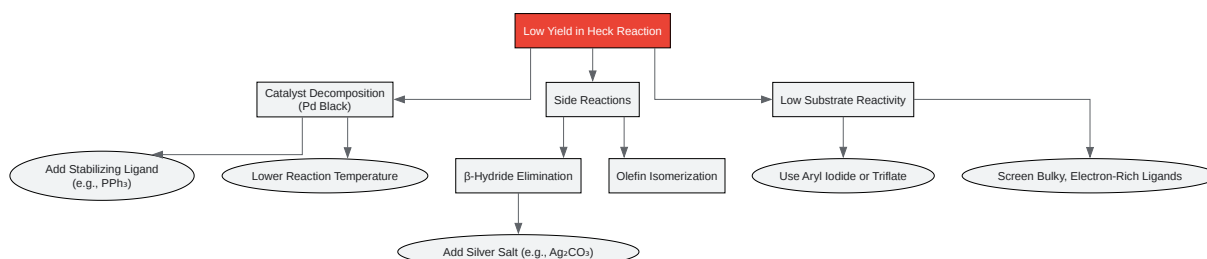 Low Yield in Heck Reaction
Catalyst Decomposition
(Pd Black)
Side Reactions
Low Substrate Reactivity
Add Stabilizing Ligand
(e.g., PPh₃)
Lower Reaction Temperature
β-Hydride Elimination
Olefin Isomerization
Use Aryl Iodide or Triflate
Screen Bulky, Electron-Rich Ligands
Add Silver Salt (e.g., Ag₂CO₃)